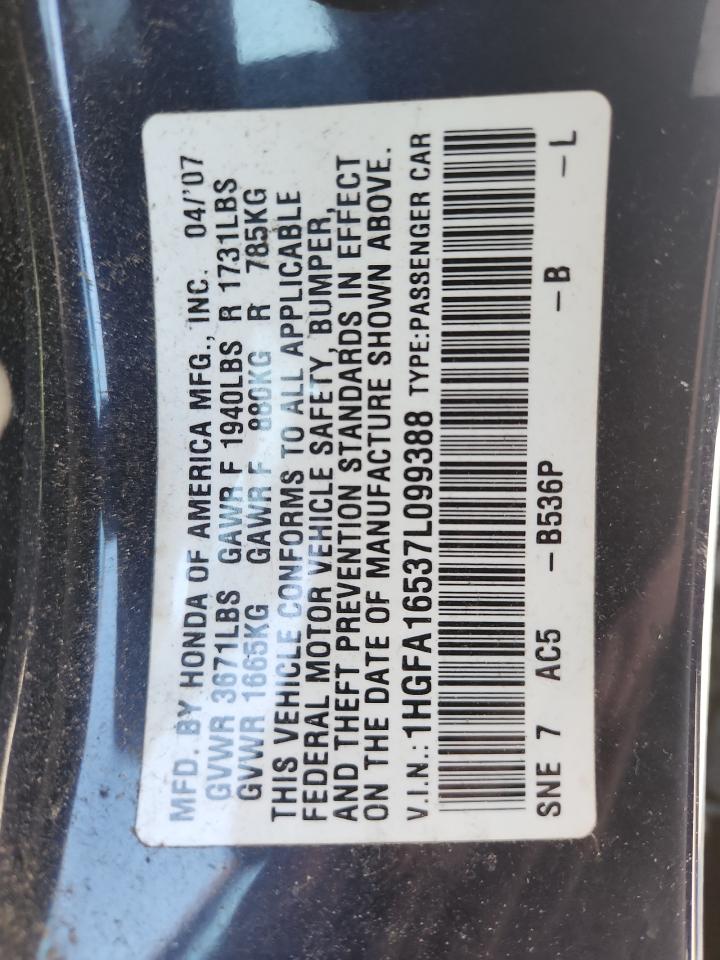 MFD. BY HONDA OF AMERICA MFG., INC. 04/'07
GVWR 3671LBS GAWR F 1940LBS R 1731LBS
GVWR 1665KG GAWR F 880KG R 785KG
THIS VEHICLE CONFORMS TO ALL APPLICABLE
FEDERAL MOTOR VEHICLE SAFETY, BUMPER,
AND THEFT PREVENTION STANDARDS IN EFFECT
ON THE DATE OF MANUFACTURE SHOWN ABOVE.
V.I.N.: 1HGFA16537L099388 TYPE:PASSENGER CAR
SNE 7 AC5 -B536P -B -L